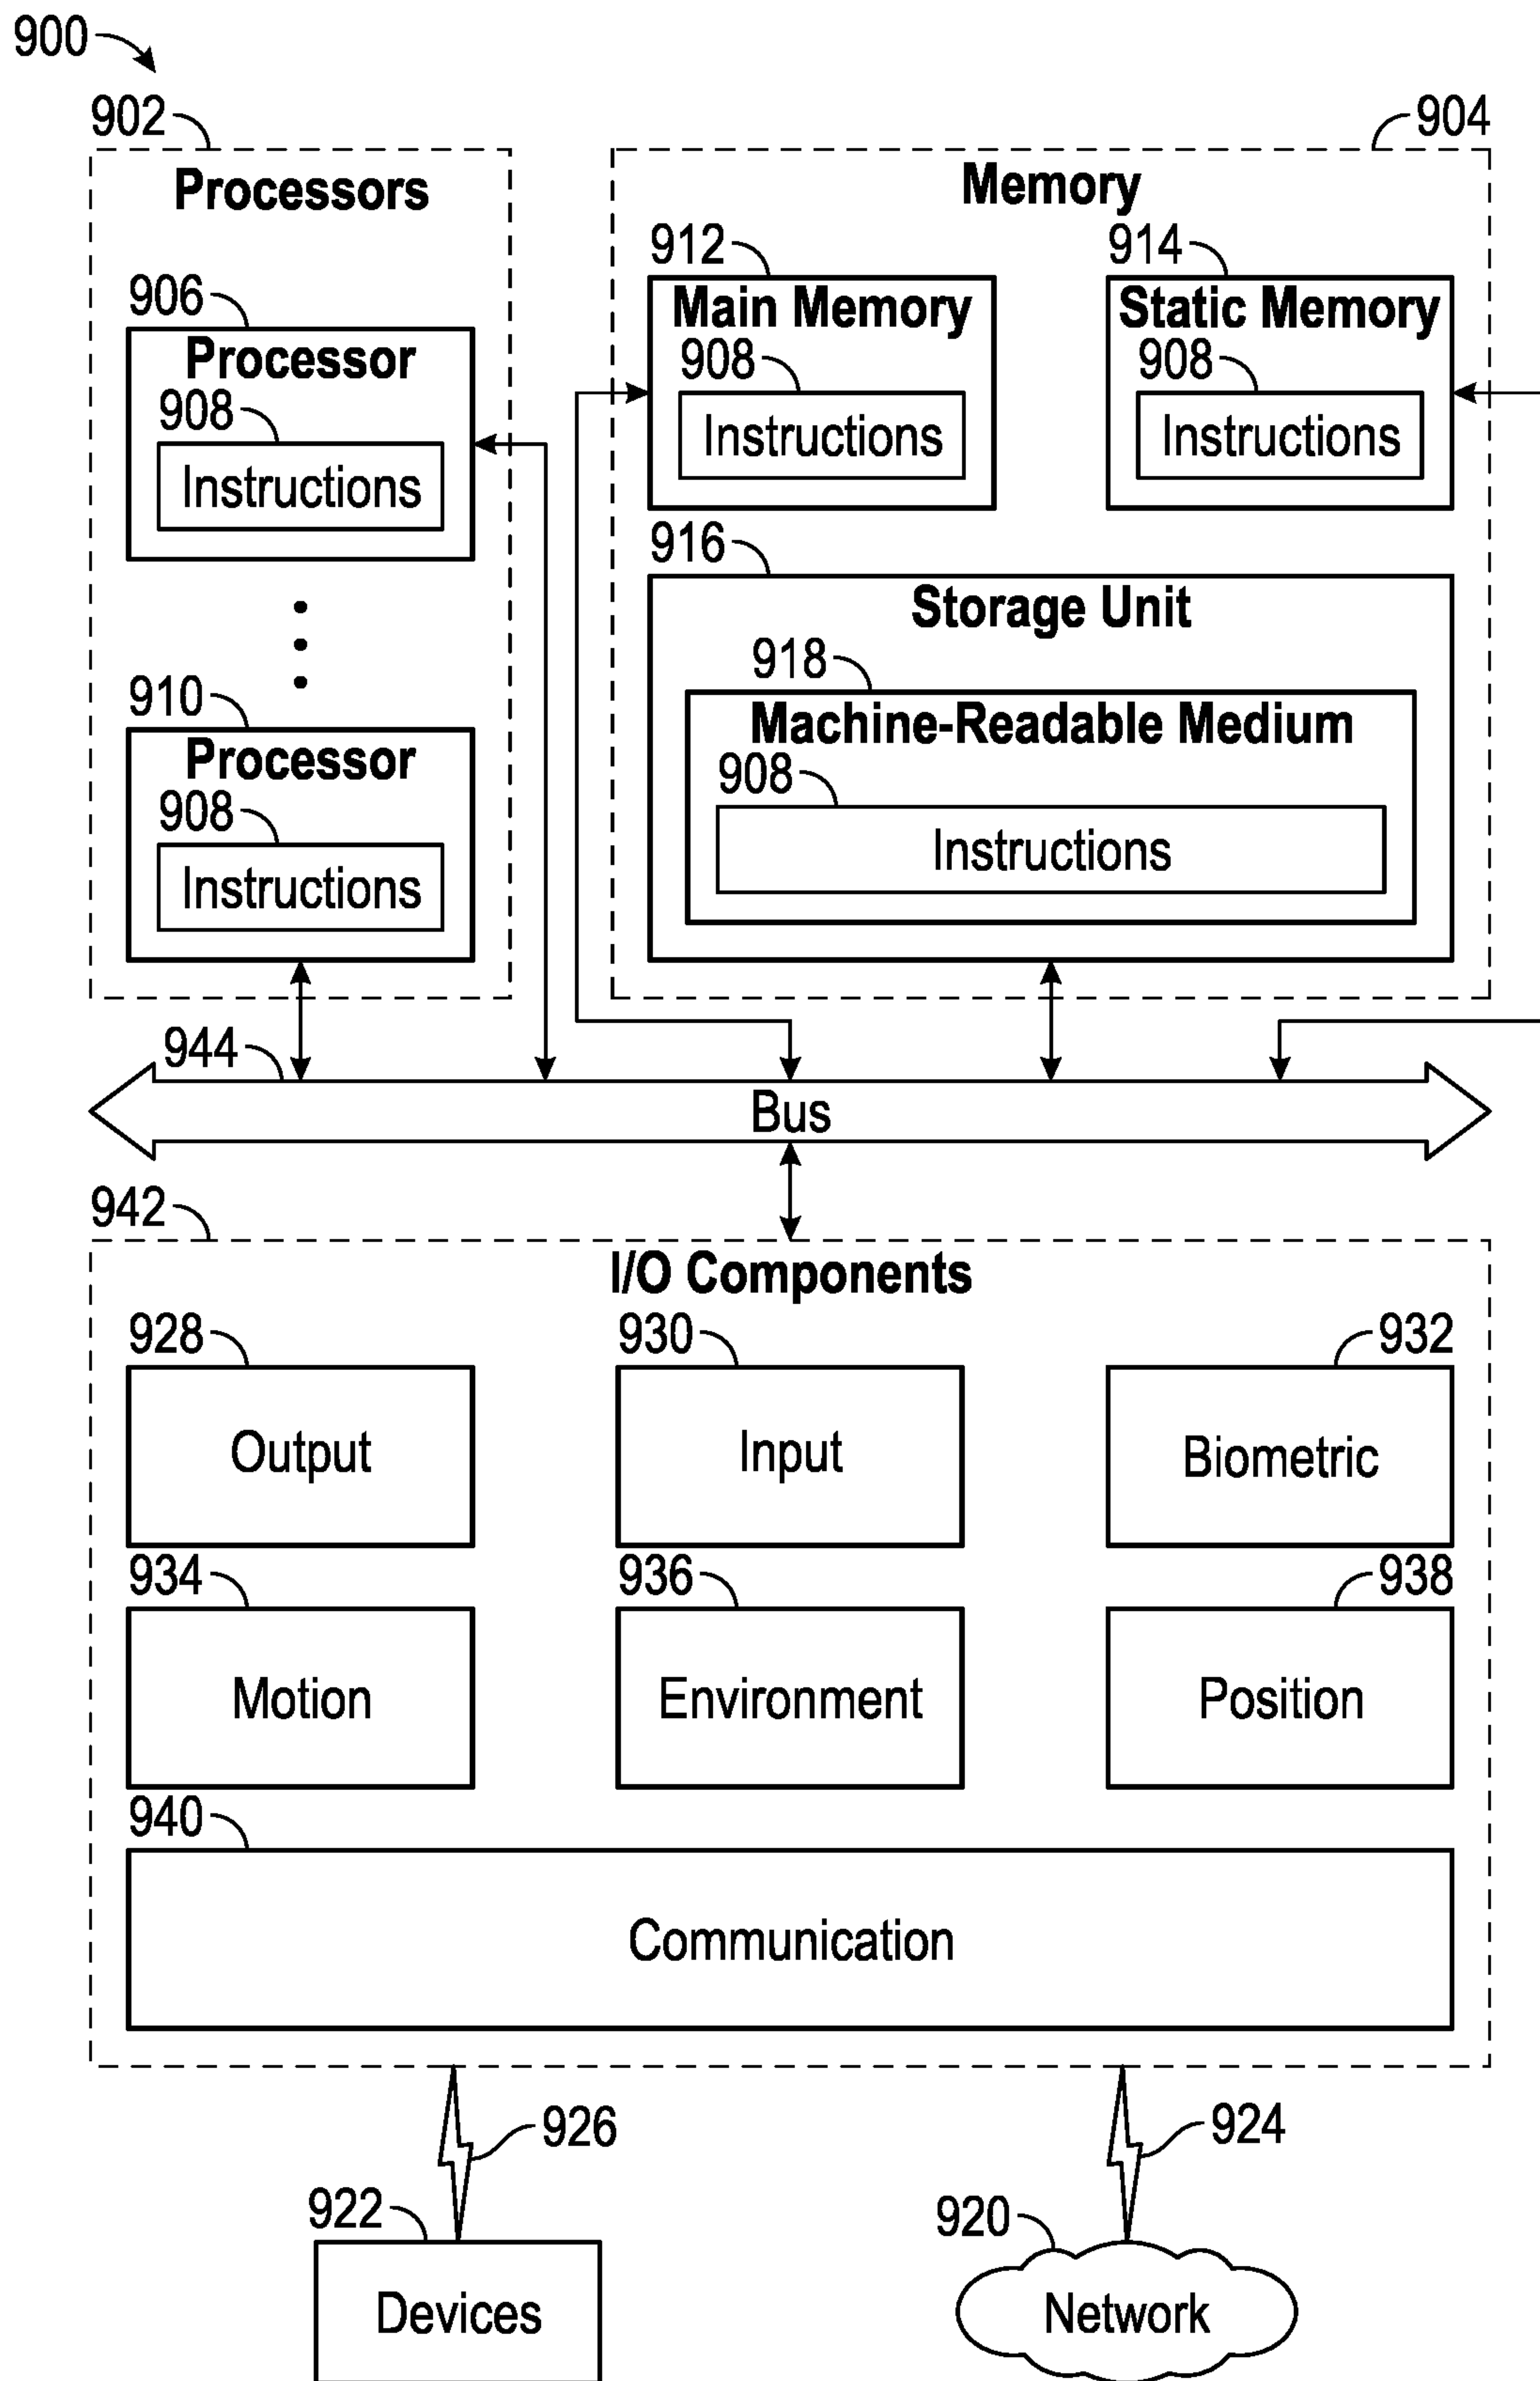 900
902
904
Processors
Memory
912
914
906
Main Memory
Static Memory
Processor
908
908
908
Instructions
Instructions
Instructions
916
Storage Unit
918
910
Machine-Readable Medium
Processor
908
908
Instructions
Instructions
944
Bus
942
I/O Components
928
930
932
Output
Input
Biometric
934
936
938
Motion
Environment
Position
940
Communication
926
924
922
920
Devices
Network